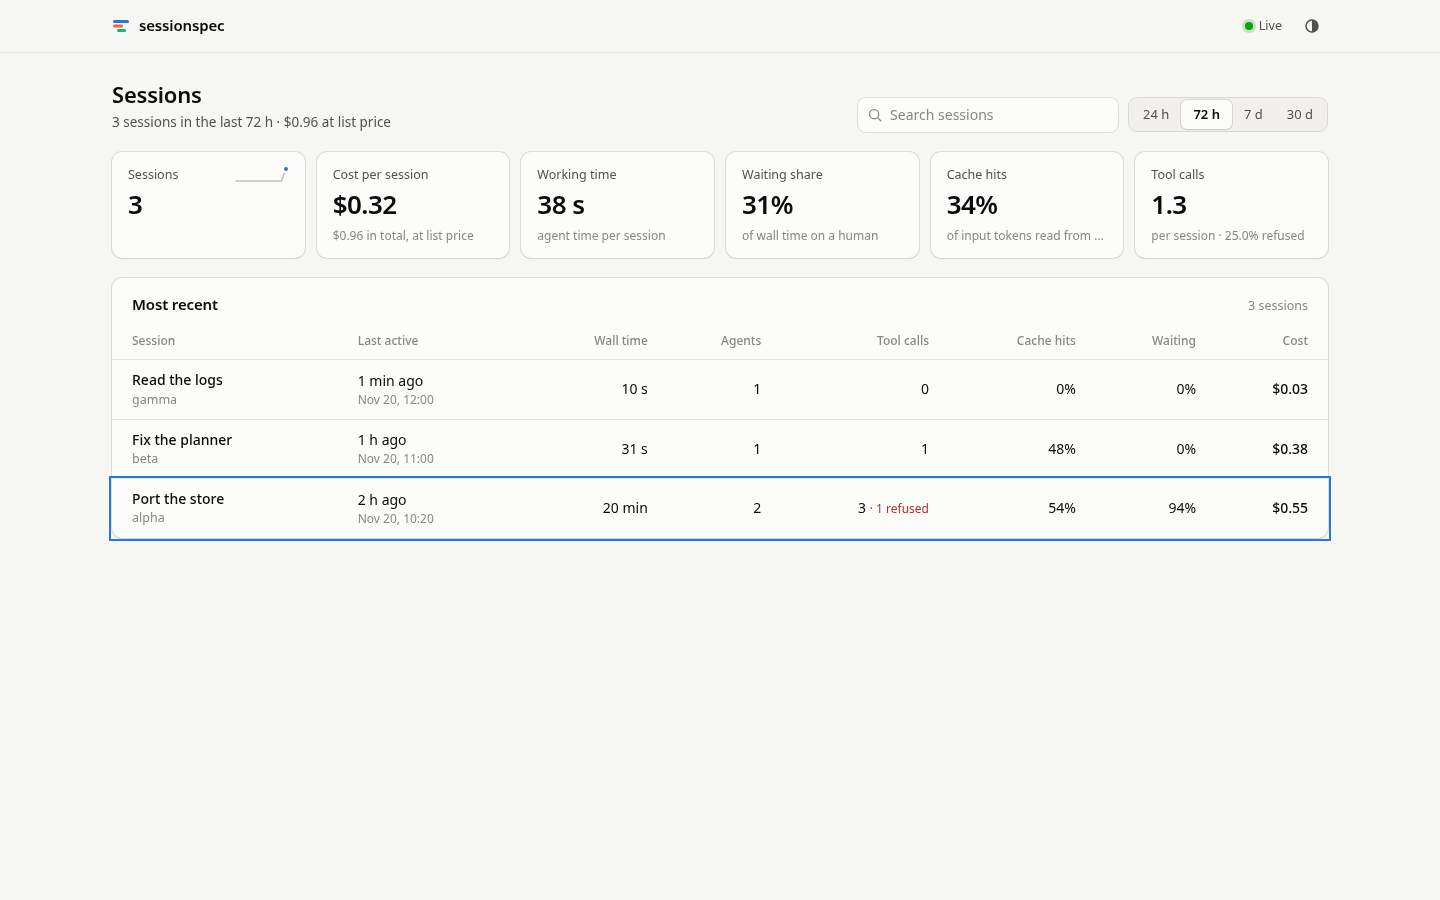 sessionspec
Live
Sessions
3 sessions in the last 72 h · $0.96 at list price
Search sessions
24 h 72 h 7 d 30 d
Sessions
3
Cost per session
$0.32
$0.96 in total, at list price
Working time
38 s
agent time per session
Waiting share
31%
of wall time on a human
Cache hits
34%
of input tokens read from ...
Tool calls
1.3
per session · 25.0% refused
Most recent
3 sessions
Session Last active Wall time Agents Tool calls Cache hits Waiting Cost
Read the logs 1 min ago 10 s 1 0 0% 0% $0.03
gamma Nov 20, 12:00
Fix the planner 1 h ago 31 s 1 1 48% 0% $0.38
beta Nov 20, 11:00
Port the store 2 h ago 20 min 2 3 · 1 refused 54% 94% $0.55
alpha Nov 20, 10:20